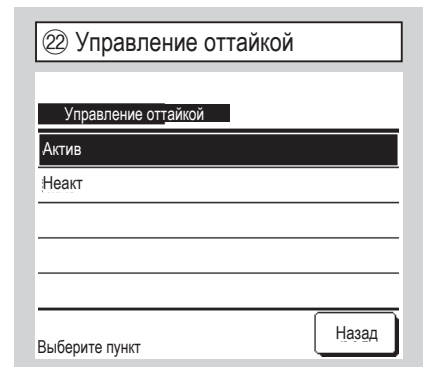 ㉒ Управление оттайкой
Управление оттайкой
Актив
Неакт
Выберите пункт
Назад